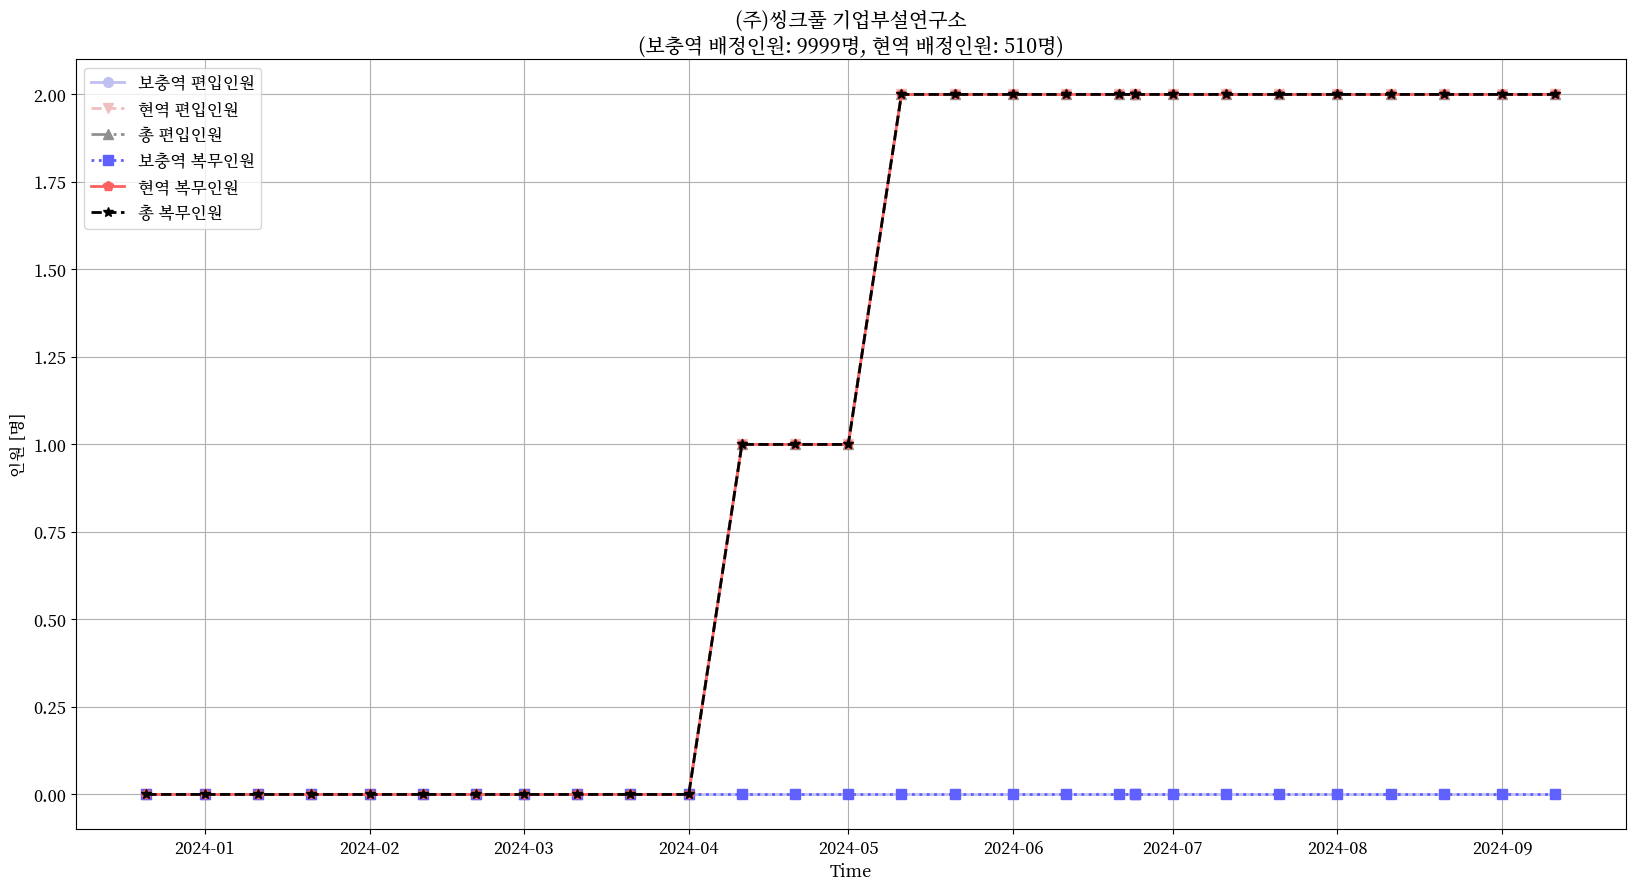 (주)씽크풀 기업부설연구소
(보충역 배정인원: 9999명, 현역 배정인원: 510명)
보충역 편입인원
현역 편입인원
총 편입인원
보충역 복무인원
현역 복무인원
총 복무인원
2.00
1.75
1.50
1.25
1.00
0.75
0.50
0.25
0.00
인원 [명]
2024-01 2024-02 2024-03 2024-04 2024-05 2024-06 2024-07 2024-08 2024-09
Time